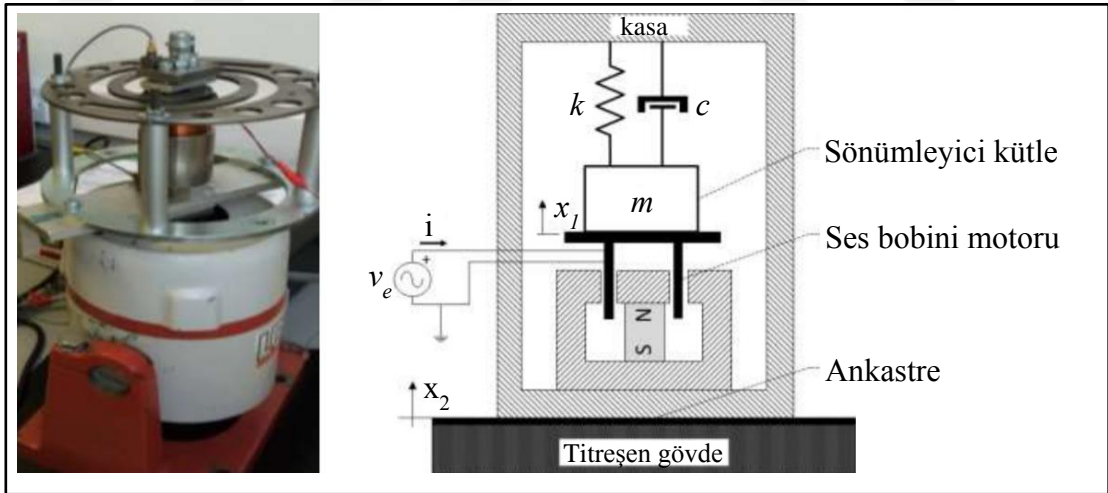 kasa
k
c
Sönümleyici kütle
m
x1
Ses bobini motoru
i
+
ve
N
S
Ankastre
x2
Titreşen gövde